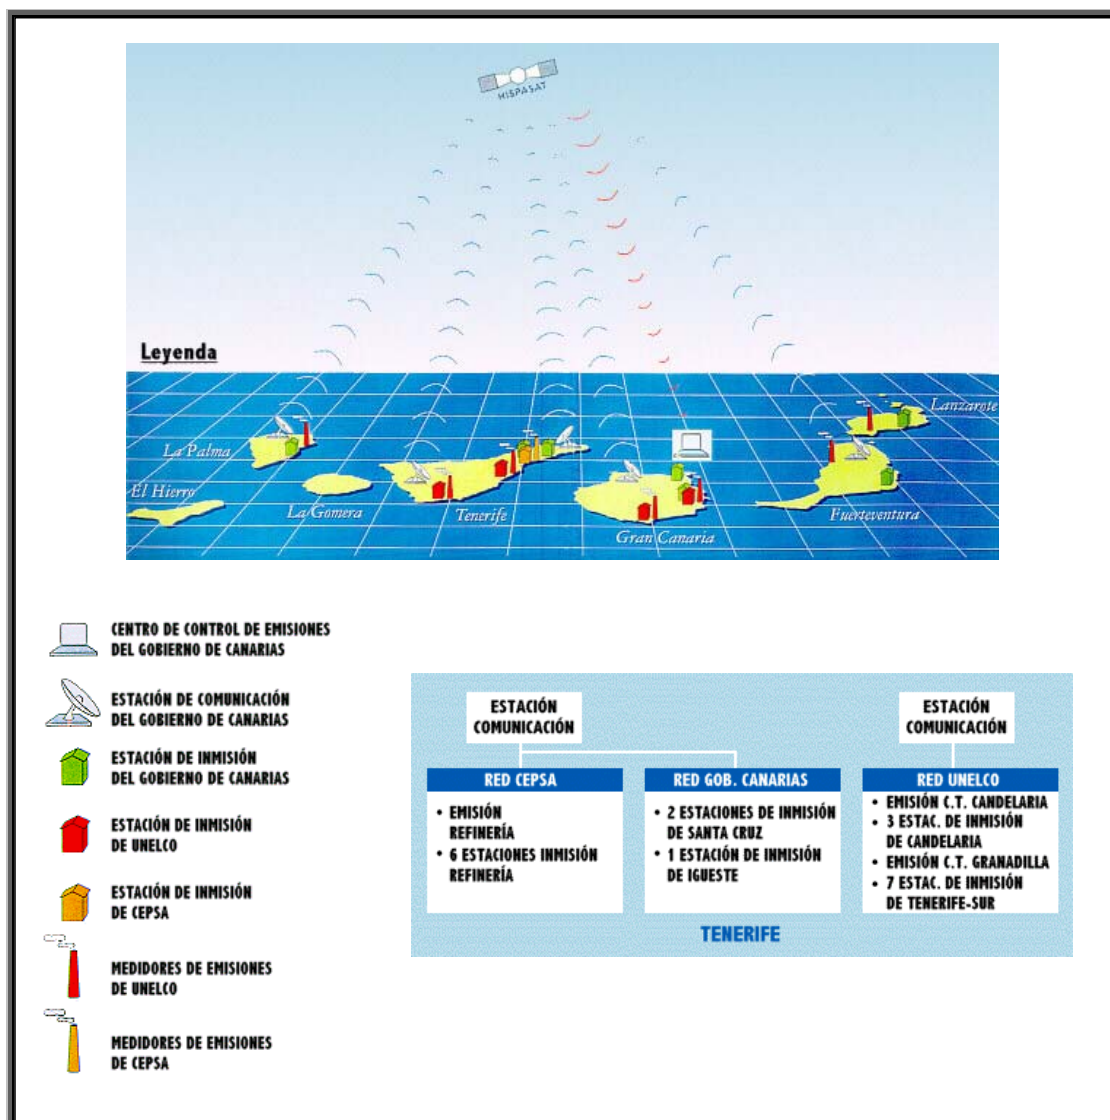 HISPASAT
Leyenda
Lanzarote
La Palma
El Hierro
La Gomera
Tenerife
Gran Canaria
Fuerteventura
CENTRO DE CONTROL DE EMISIONES
DEL GOBIERNO DE CANARIAS
ESTACIÓN DE COMUNICACIÓN
DEL GOBIERNO DE CANARIAS
ESTACIÓN DE INMISIÓN
DEL GOBIERNO DE CANARIAS
ESTACIÓN DE INMISIÓN
DE UNELCO
ESTACIÓN DE INMISIÓN
DE CEPSA
MEDIDORES DE EMISIONES
DE UNELCO
MEDIDORES DE EMISIONES
DE CEPSA
ESTACIÓN
COMUNICACIÓN
RED CEPSA
• EMISIÓN
REFINERÍA
• 6 ESTACIONES INMISIÓN
REFINERÍA
RED GOB. CANARIAS
• 2 ESTACIONES DE INMISIÓN
DE SANTA CRUZ
• 1 ESTACIÓN DE INMISIÓN
DE IGUESTE
ESTACIÓN
COMUNICACIÓN
RED UNELCO
• EMISIÓN C.T. CANDELARIA
• 3 ESTAC. DE INMISIÓN
DE CANDELARIA
• EMISIÓN C.T. GRANADILLA
• 7 ESTAC. DE INMISIÓN
DE TENERIFE-SUR
TENERIFE